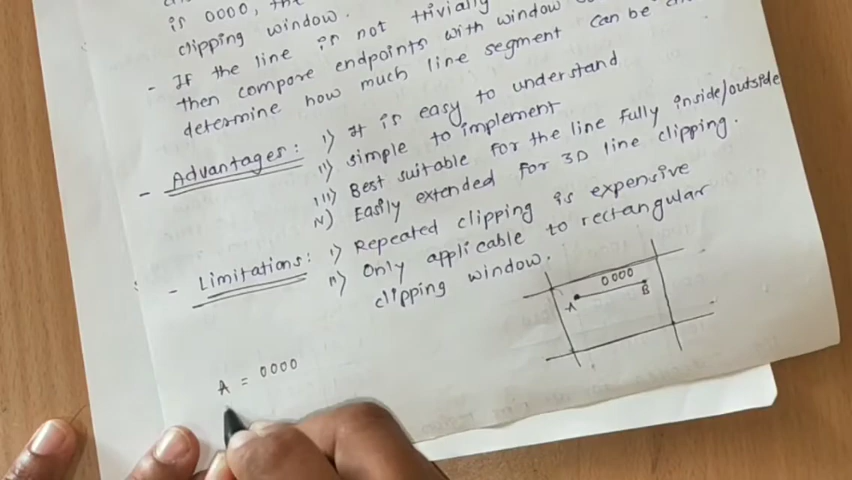 is 0000, the
clipping window.
- If the line is not trivially
then compare endpoints with window
determine how much line segment can be
- Advantages: i) It is easy to understand
ii) simple to implement
iii) Best suitable for the line fully inside/outside
iv) Easily extended for 3D line clipping.
- Limitations: i) Repeated clipping is expensive
ii) Only applicable to rectangular
clipping window.
0000
A B
A = 0000